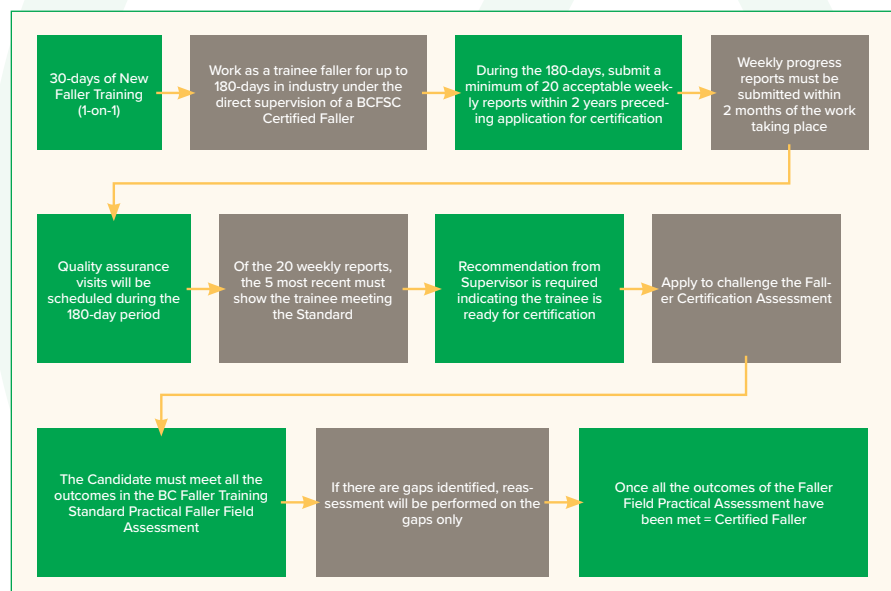 30-days of New
Faller Training
(1-on-1)
Work as a trainee faller for up to
180-days in industry under the
direct supervision of a BCFSC
Certified Faller
During the 180-days, submit a
minimum of 20 acceptable week-
ly reports within 2 years preced-
ing application for certification
Weekly progress
reports must be
submitted within
2 months of the work
taking place
Quality assurance
visits will be
scheduled during the
180-day period
Of the 20 weekly reports,
the 5 most recent must
show the trainee meeting
the Standard
Recommendation from
Supervisor is required
indicating the trainee is
ready for certification
Apply to challenge the Fall-
er Certification Assessment
The Candidate must meet all the
outcomes in the BC Faller Training
Standard Practical Faller Field
Assessment
If there are gaps identified, reas-
sessment will be performed on the
gaps only
Once all the outcomes of the Faller
Field Practical Assessment have
been met = Certified Faller